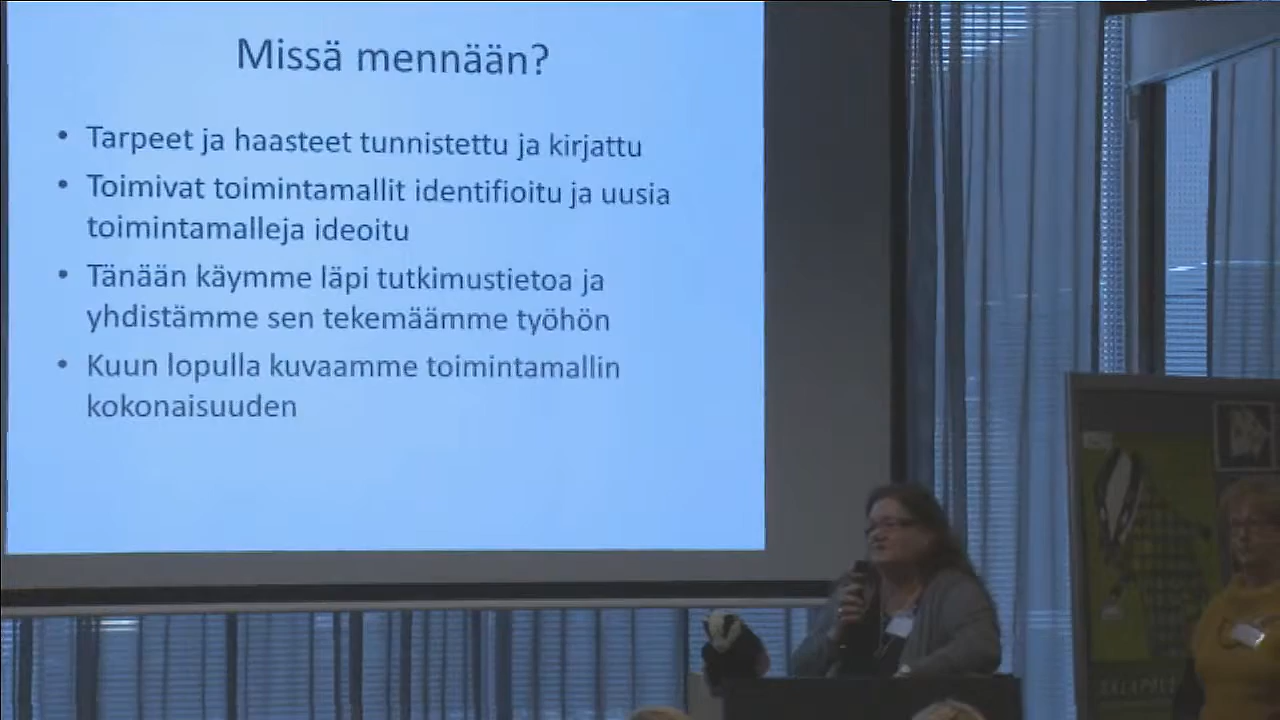 Missä mennään?
• Tarpeet ja haasteet tunnistettu ja kirjattu
• Toimivat toimintamallit identifioitu ja uusia
toimintamalleja ideoitu
• Tänään käymme läpi tutkimustietoa ja
yhdistämme sen tekemäämme työhön
• Kuun lopulla kuvaamme toimintamallin
kokonaisuuden